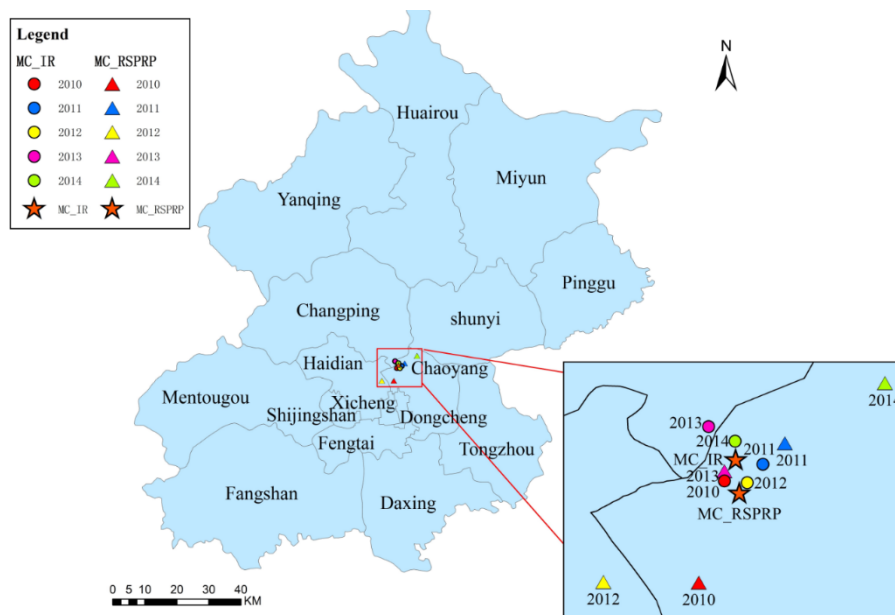 Legend
MC_IR MC_RSPRP
2010 2010
2011 2011
2012 2012
2013 2013
2014 2014
MC_IR MC_RSPRP
N
Huairou
Miyun
Yanqing
Pinggu
Changping
shunyi
Haidian
Chaoyang
Mentougou
Xicheng
Shijingshan
Dongcheng
Fengtai
Tongzhou
Fangshan
Daxing
0 5 10 20 30 40
KM
2014
2013
2014
2011
2011
MC_IR
2013
2010
2012
MC_RSPRP
2012
2010